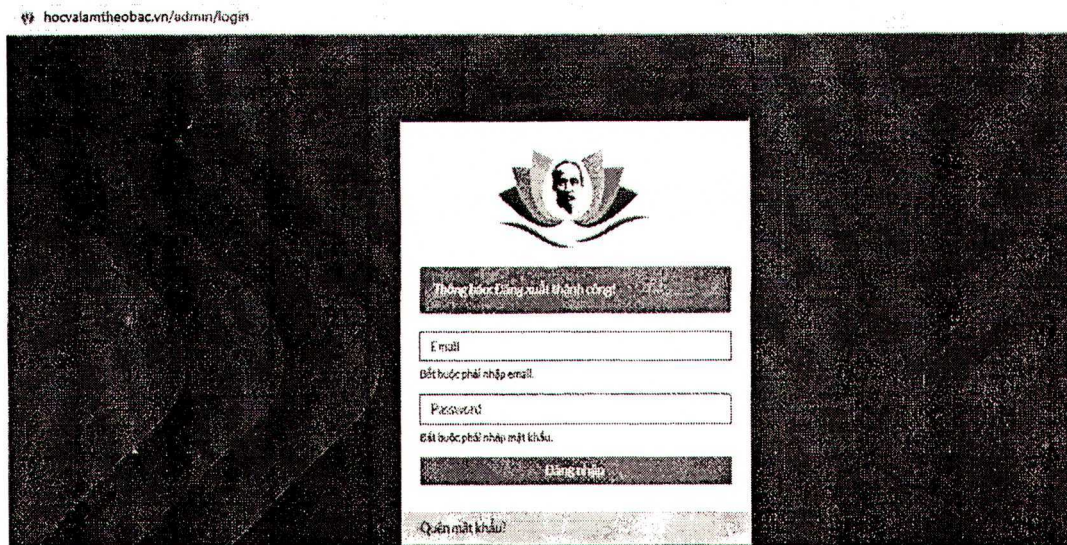 hocvalamtheobac.vn/admin/login
Thông báo: Đăng xuất thành công!
Email
Bắt buộc phải nhập email.
Password
Bắt buộc phải nhập mật khẩu.
Đăng nhập
Quên mật khẩu?